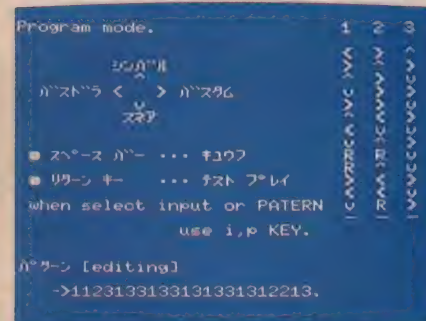 Program mode.
1 2 3
シンバル
^
バスドラ < > バスタム
v
スネア
スペース バー ... キュウフ
リターン キー ... テスト プレイ
when select input or PATERN
use i,p KEY.
パターン [editing]
->11231331331313313122213.